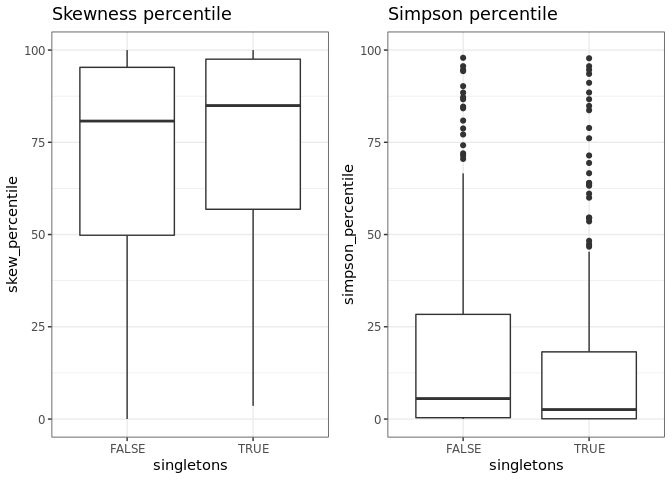 Skewness percentile
skew_percentile
100
75
50
25
0
FALSE TRUE
singletons
Simpson percentile
simpson_percentile
100
75
50
25
0
FALSE TRUE
singletons